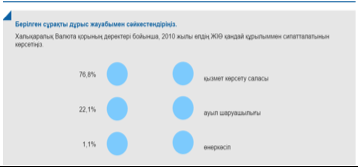 Берілген сұрақты дұрыс жауабымен сәйкестендіріңіз.
Халықаралық Валюта қорының деректері бойынша, 2010 жылы елдің ЖІӨ қандай құрылыммен сипатталатынын
көрсетіңіз.
76,8% қызмет көрсету саласы
22,1% ауыл шаруашылығы
1,1% өнеркәсіп